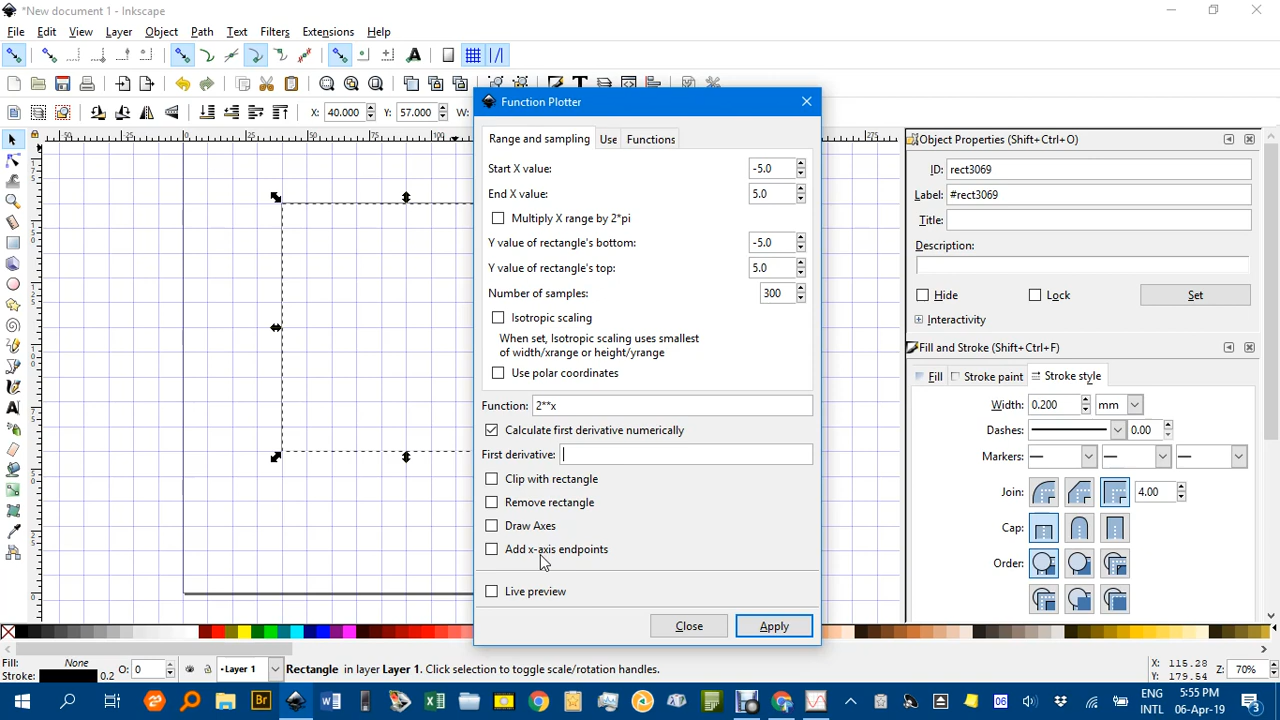 *New document 1 - Inkscape
File Edit View Layer Object Path Text Filters Extensions Help
X: 40.000 Y: 57.000 W:
Function Plotter
Range and sampling Use Functions
Start X value: -5.0
End X value: 5.0
Multiply X range by 2*pi
Y value of rectangle's bottom: -5.0
Y value of rectangle's top: 5.0
Number of samples: 300
Isotropic scaling
When set, Isotropic scaling uses smallest
of width/xrange or height/yrange
Use polar coordinates
Function: 2**x
Calculate first derivative numerically
First derivative:
Clip with rectangle
Remove rectangle
Draw Axes
Add x-axis endpoints
Live preview
Close Apply
Object Properties (Shift+Ctrl+O)
ID: rect3069
Label: #rect3069
Title:
Description:
Hide Lock Set
Interactivity
Fill and Stroke (Shift+Ctrl+F)
Fill Stroke paint Stroke style
Width: 0.200 mm
Dashes: 0.00
Markers:
Join: 4.00
Cap:
Order:
Fill: None
Stroke: 0.2
O: 0
Layer 1
Rectangle in layer Layer 1. Click selection to toggle scale/rotation handles.
X: 115.28
Y: 179.54
Z: 70%
ENG
INTL
5:55 PM
06-Apr-19